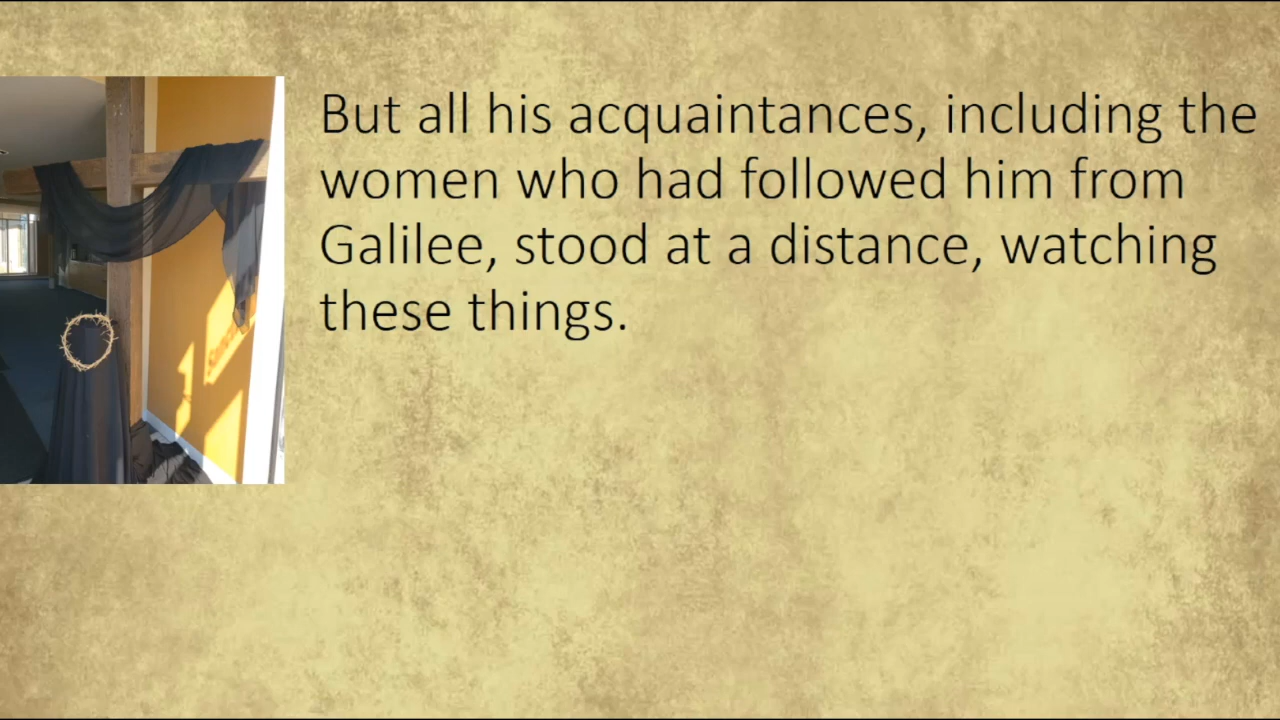 But all his acquaintances, including the
women who had followed him from
Galilee, stood at a distance, watching
these things.